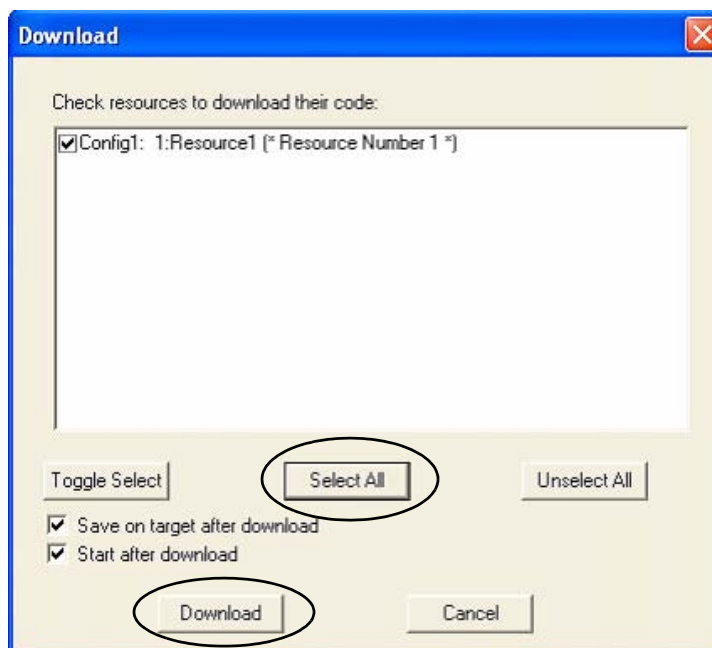 Download
Check resources to download their code:
Config1: 1:Resource1 (* Resource Number 1 *)
Toggle Select
Select All
Unselect All
Save on target after download
Start after download
Download
Cancel